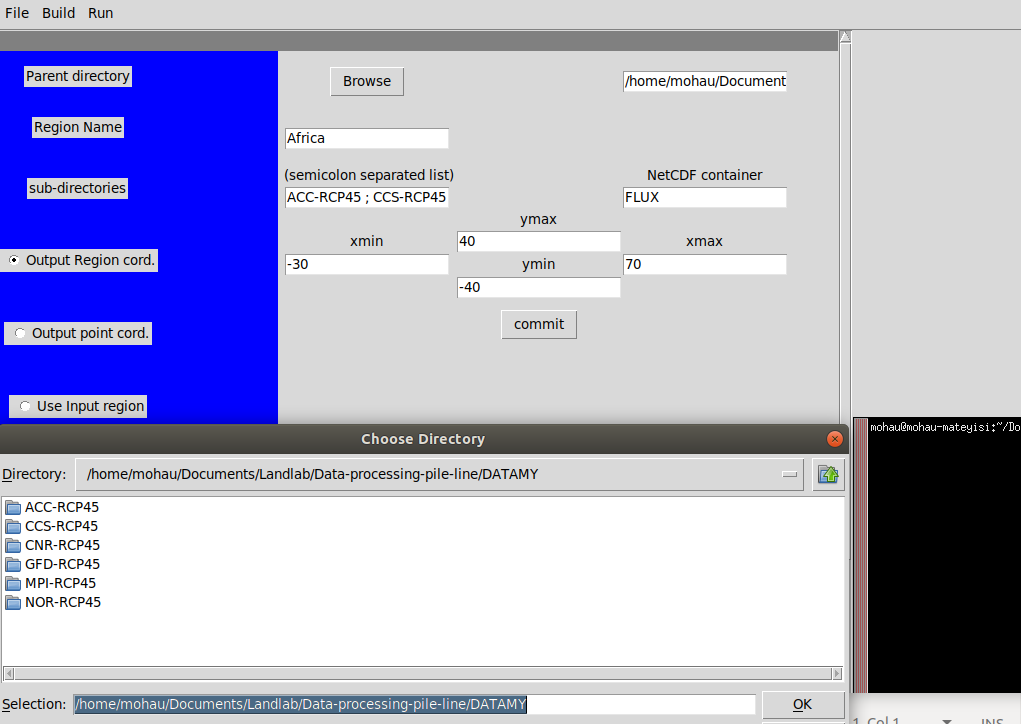 File Build Run
Parent directory
Browse
/home/mohau/Document
Region Name
Africa
(semicolon separated list)
NetCDF container
sub-directories
ACC-RCP45 ; CCS-RCP45
FLUX
ymax
xmin
40
xmax
Output Region cord.
-30
ymin
70
-40
commit
Output point cord.
Use Input region
mohau@mohau-mateyisi:~/Do
Choose Directory
Directory: /home/mohau/Documents/Landlab/Data-processing-pile-line/DATAMY
ACC-RCP45
CCS-RCP45
CNR-RCP45
GFD-RCP45
MPI-RCP45
NOR-RCP45
Selection: /home/mohau/Documents/Landlab/Data-processing-pile-line/DATAMY
OK
1, Col 1
INS